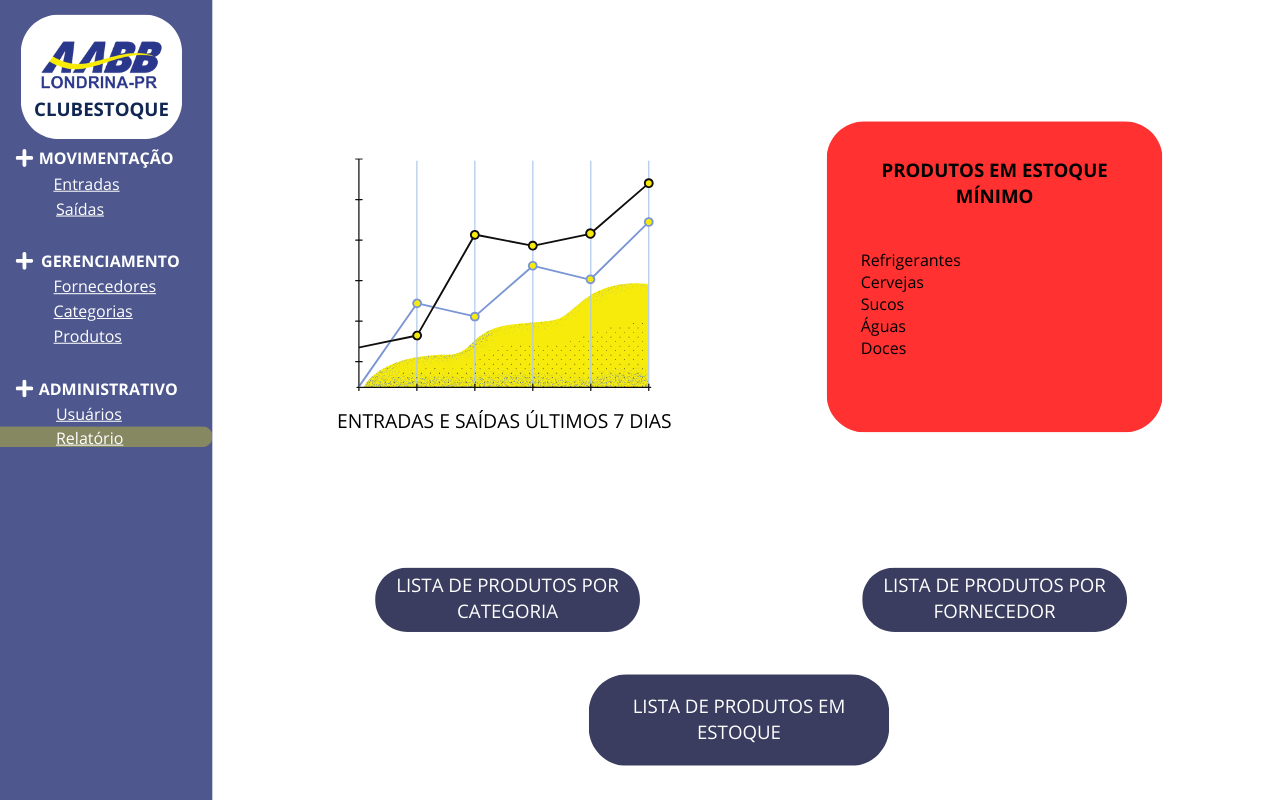 AABB
LONDRINA-PR
CLUBESTOQUE
MOVIMENTAÇÃO
Entradas
Saídas
GERENCIAMENTO
Fornecedores
Categorias
Produtos
ADMINISTRATIVO
Usuários
Relatório
ENTRADAS E SAÍDAS ÚLTIMOS 7 DIAS
PRODUTOS EM ESTOQUE
MÍNIMO
Refrigerantes
Cervejas
Sucos
Águas
Doces
LISTA DE PRODUTOS POR
CATEGORIA
LISTA DE PRODUTOS POR
FORNECEDOR
LISTA DE PRODUTOS EM
ESTOQUE